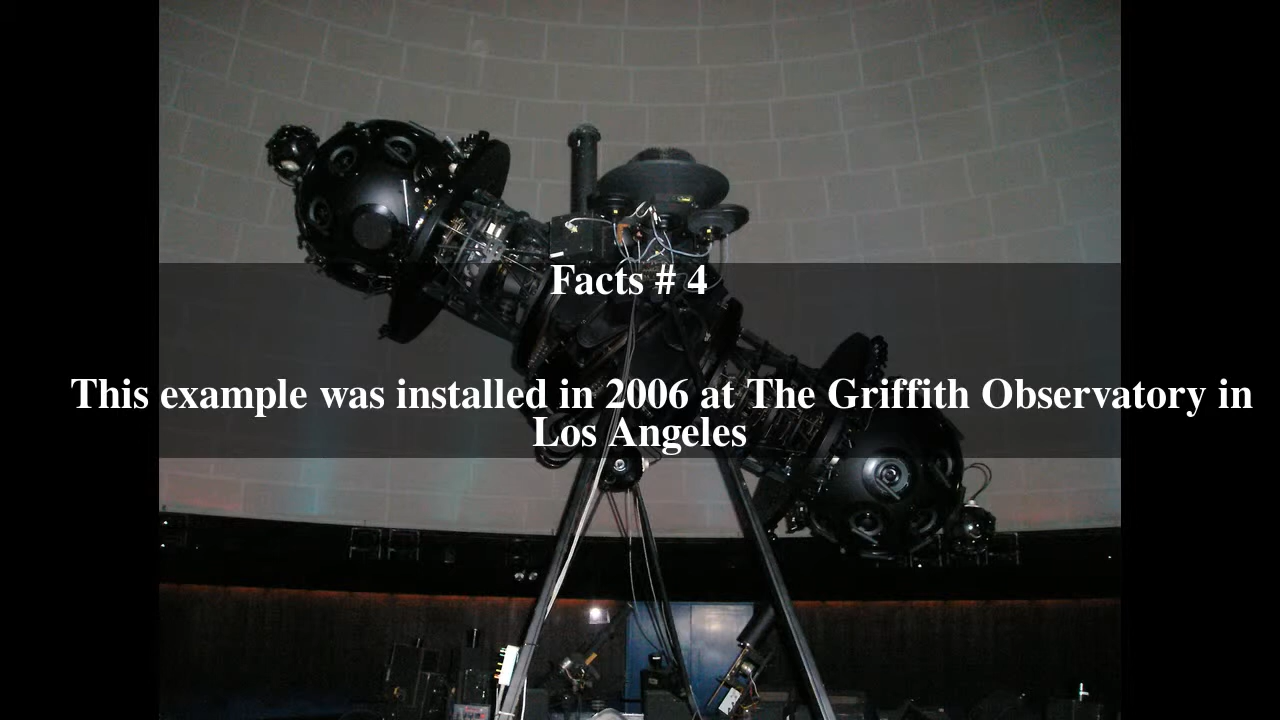 Facts # 4
This example was installed in 2006 at The Griffith Observatory in
Los Angeles